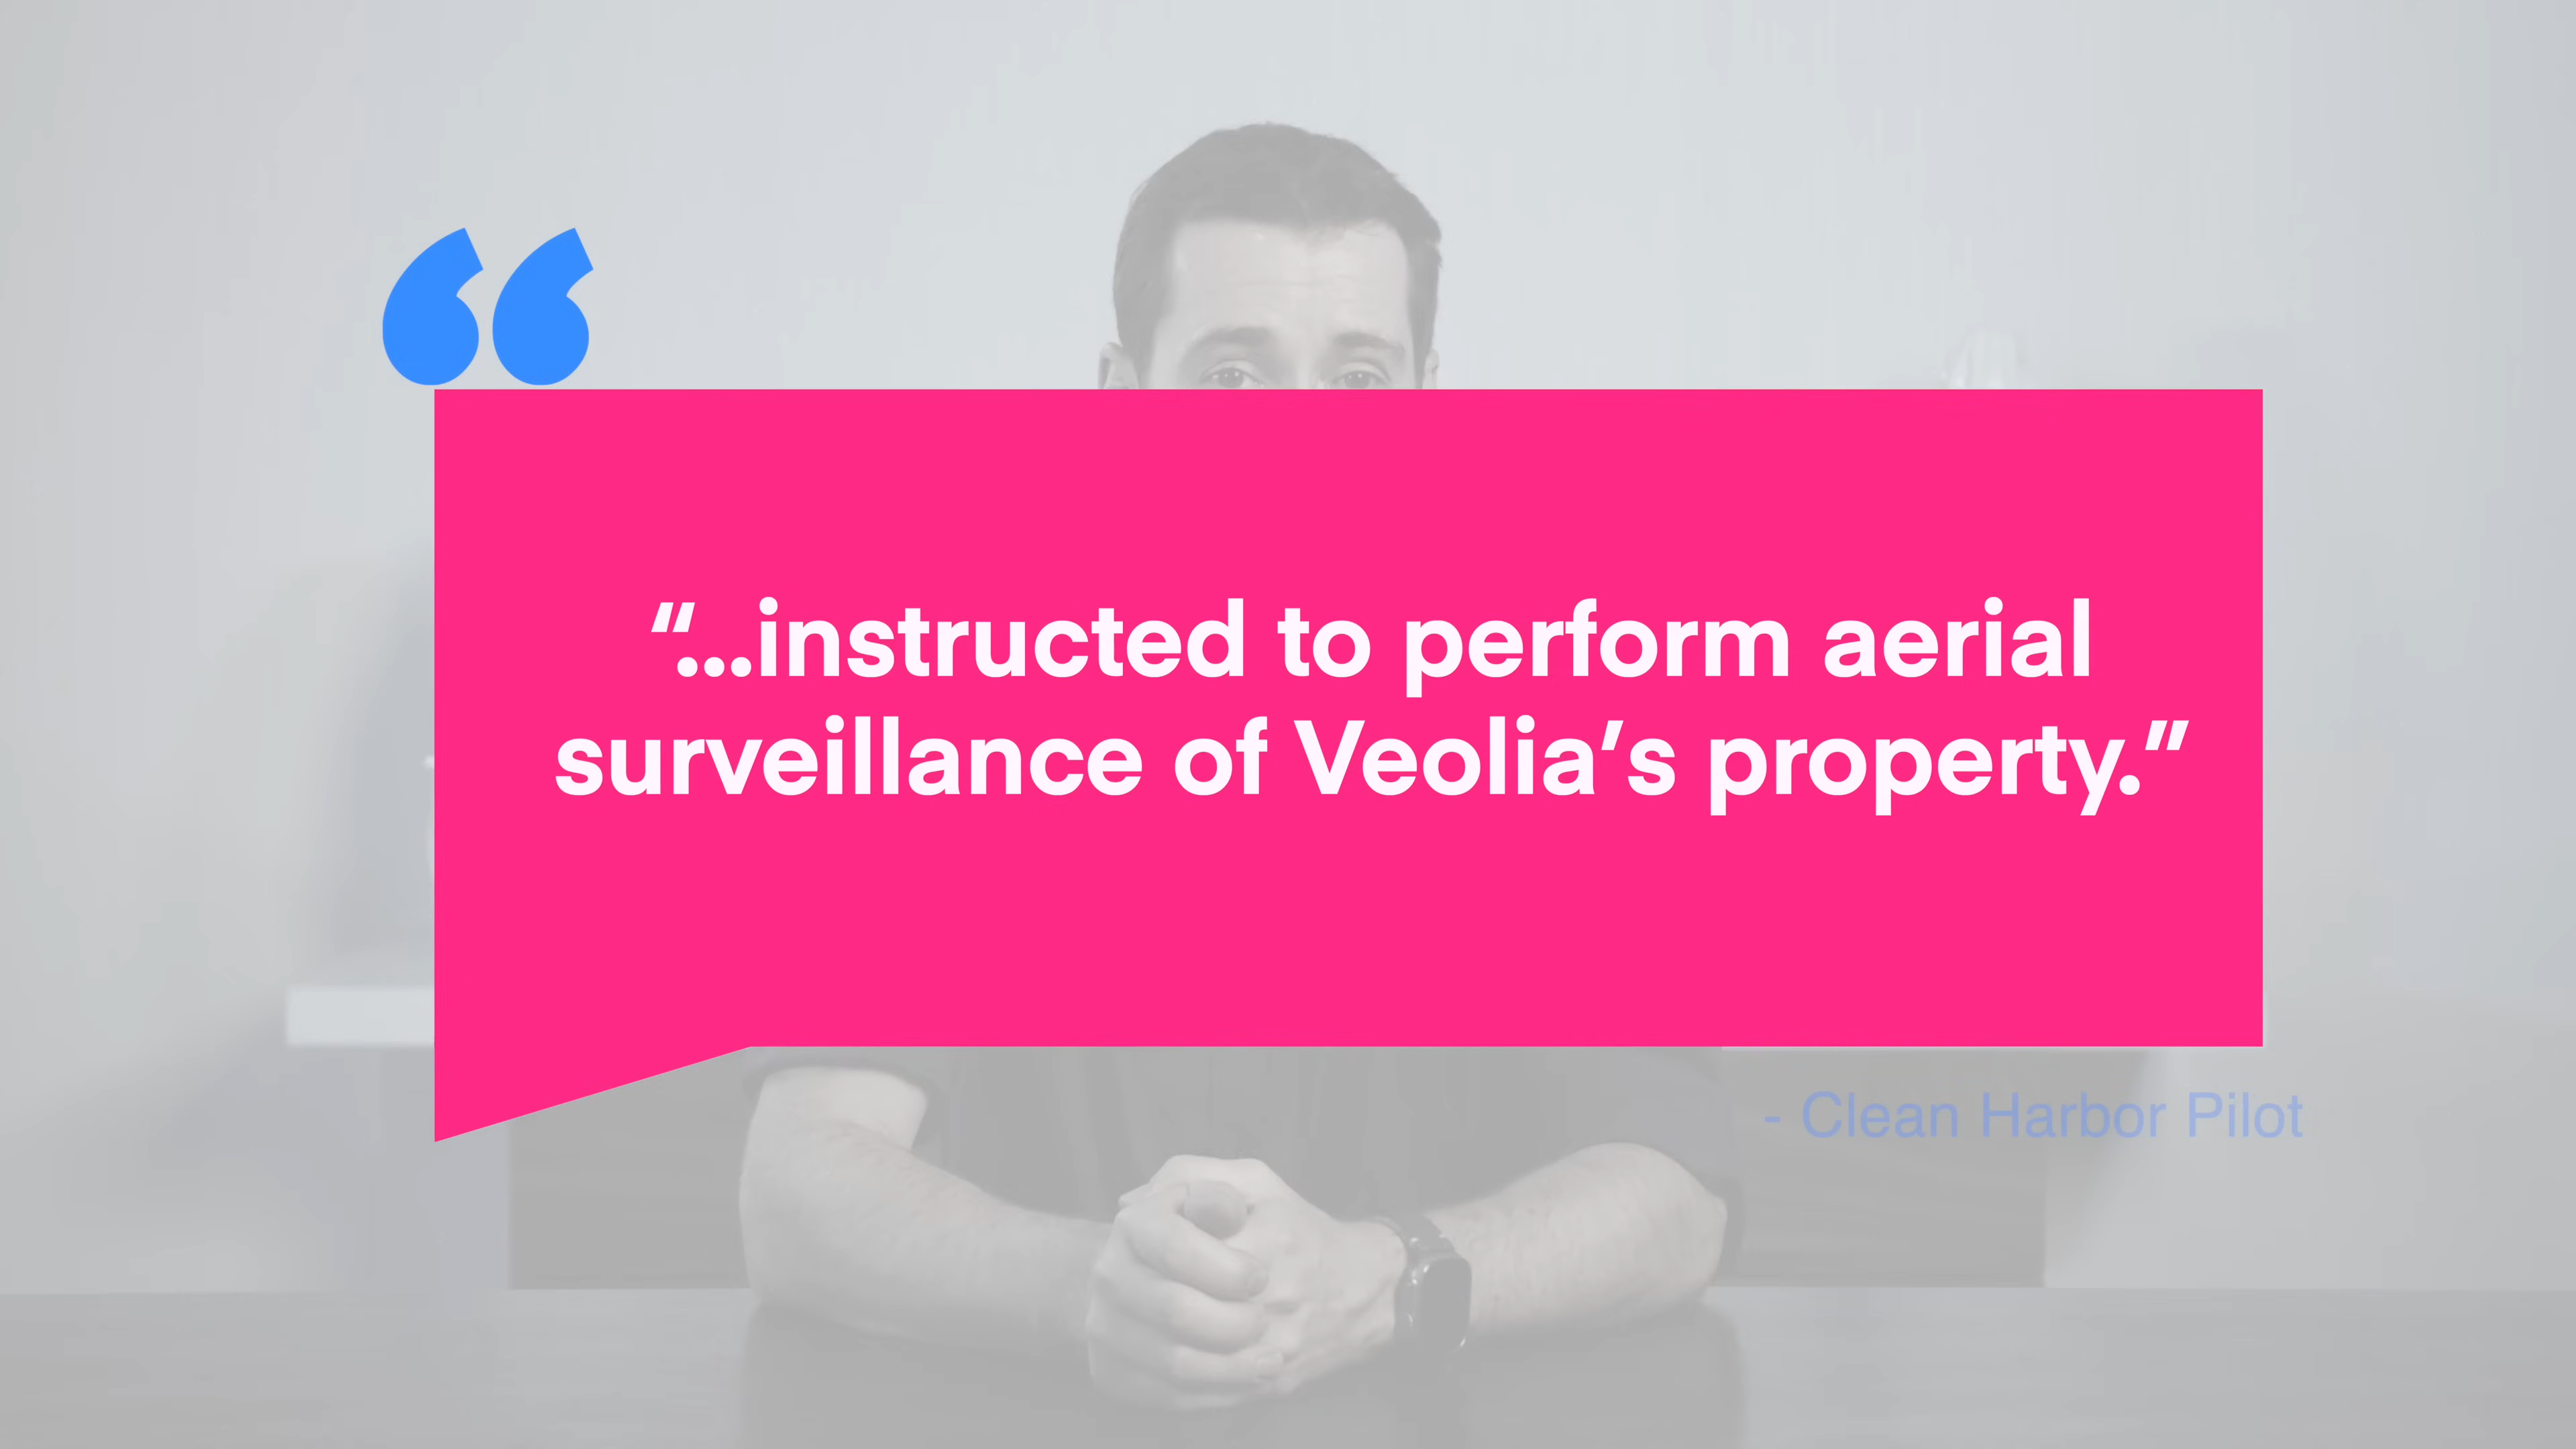 “...instructed to perform aerial
surveillance of Veolia’s property.”
- Clean Harbor Pilot